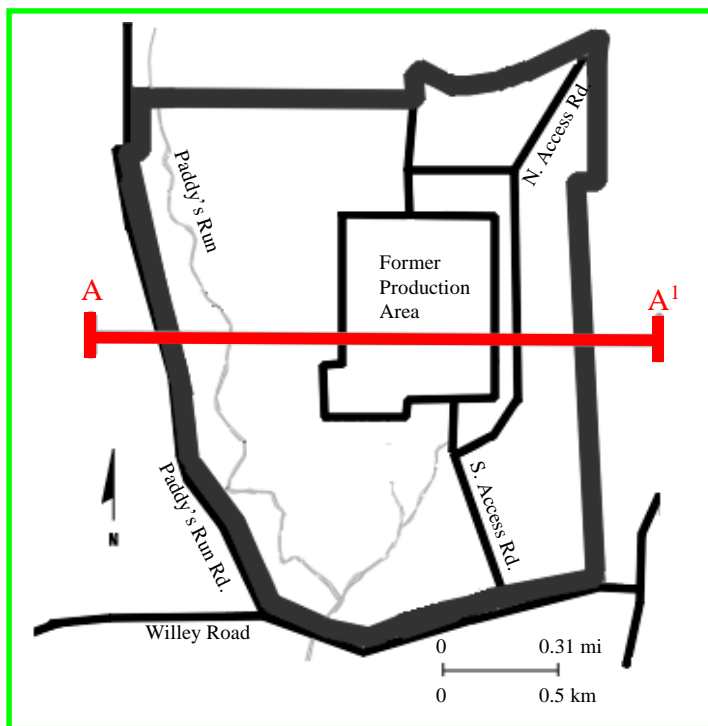 N. Access Rd.
Paddy's Run
Former
Production
Area
A
A1
Paddy's Run Rd.
S. Access Rd.
N
Willey Road
0 0.31 mi
0 0.5 km